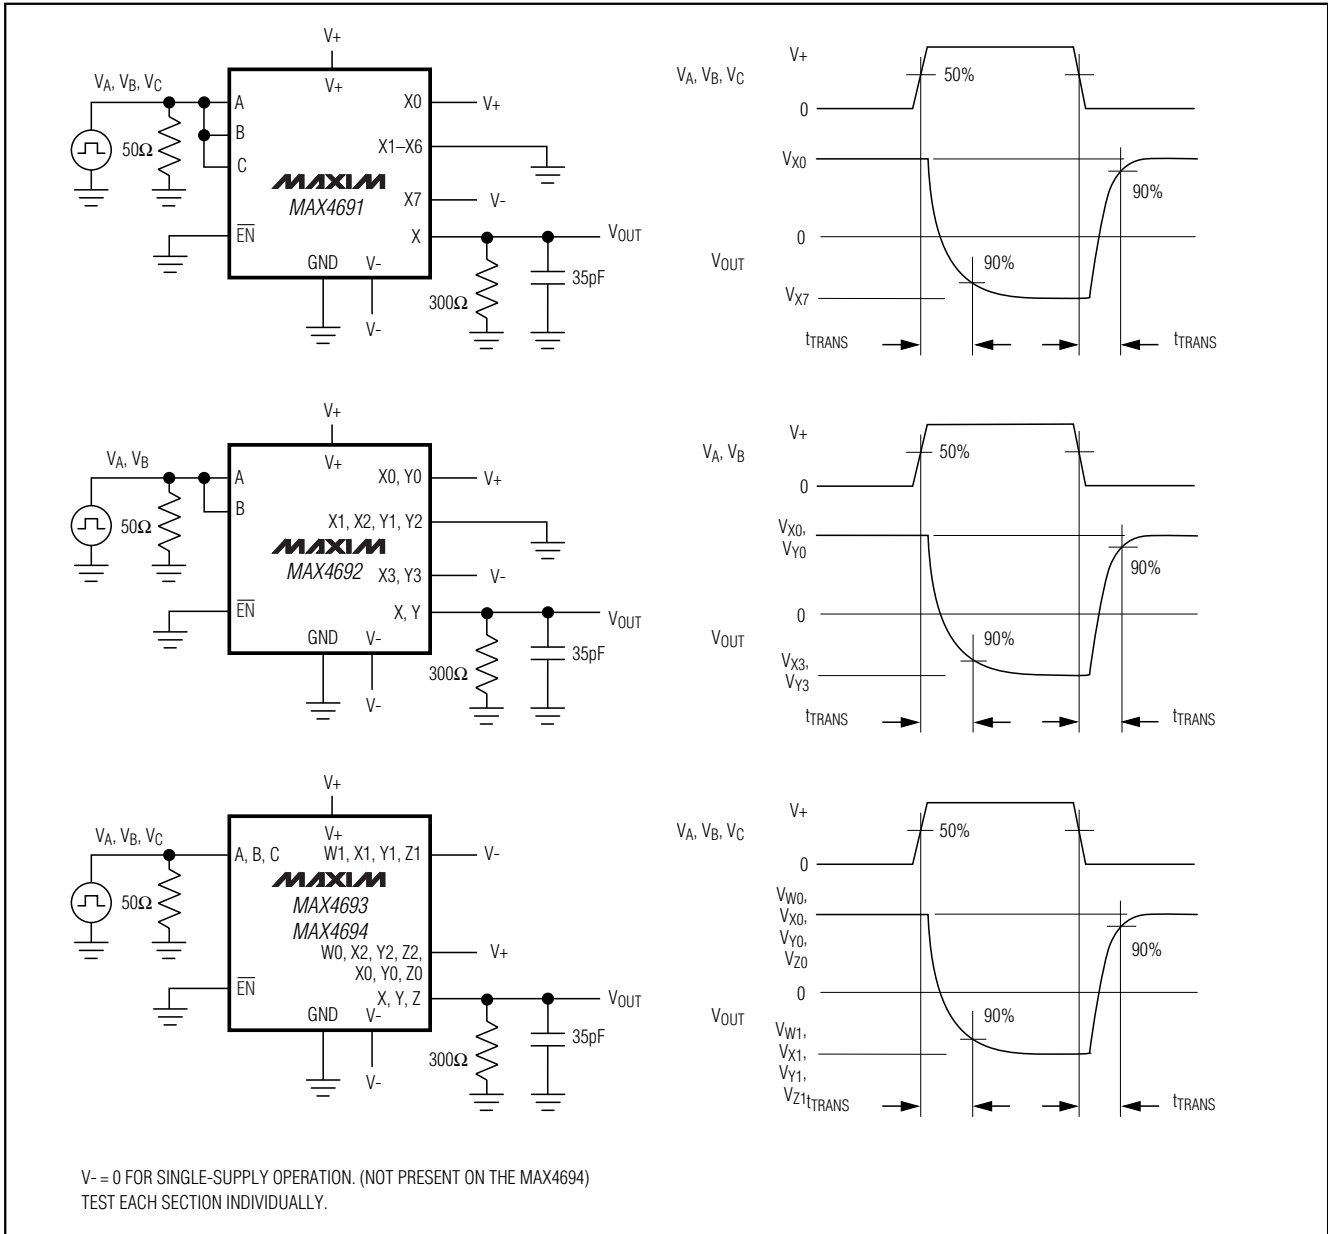 V+
VA, VB, VC
V+
A
X0
V+
B
50Ω
X1–X6
C
MAXIM
MAX4691
X7
V-
EN
X
VOUT
GND
V-
300Ω
35pF
V-
V+
VA, VB, VC
50%
0
VX0
90%
0
VOUT
90%
VX7
tTRANS
tTRANS
V+
VA, VB
V+
A
X0, Y0
V+
B
50Ω
X1, X2, Y1, Y2
MAXIM
MAX4692
X3, Y3
V-
EN
X, Y
VOUT
GND
V-
300Ω
35pF
V-
V+
VA, VB
50%
0
VX0,
VY0
90%
0
VOUT
90%
VX3,
VY3
tTRANS
tTRANS
V+
VA, VB, VC
V+
A, B, C
W1, X1, Y1, Z1
V-
50Ω
MAXIM
MAX4693
MAX4694
W0, X2, Y2, Z2,
X0, Y0, Z0
V+
EN
X, Y, Z
VOUT
GND
V-
300Ω
35pF
V-
V+
VA, VB, VC
50%
0
VW0,
VX0,
VY0,
VZ0
90%
0
VOUT
90%
VW1,
VX1,
VY1,
VZ1
tTRANS
tTRANS
V- = 0 FOR SINGLE-SUPPLY OPERATION. (NOT PRESENT ON THE MAX4694)
TEST EACH SECTION INDIVIDUALLY.